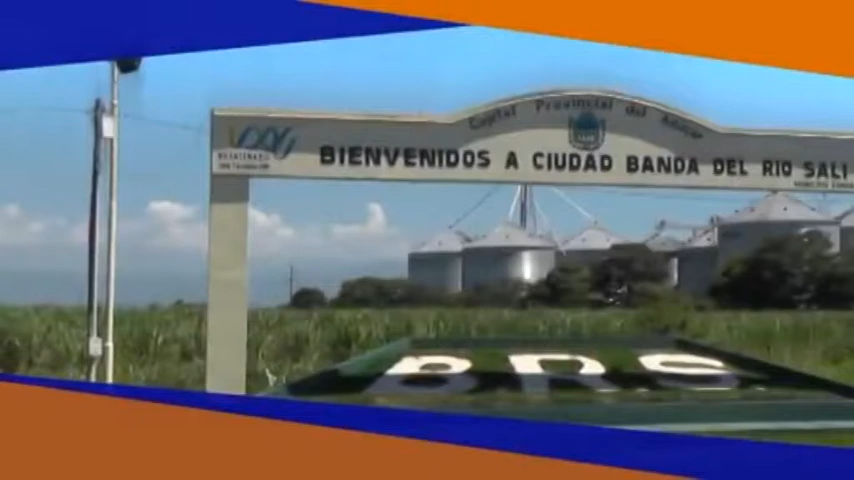 Capital Provincial del Azúcar
BIENVENIDOS A CIUDAD BANDA DEL RIO SALI
BRS